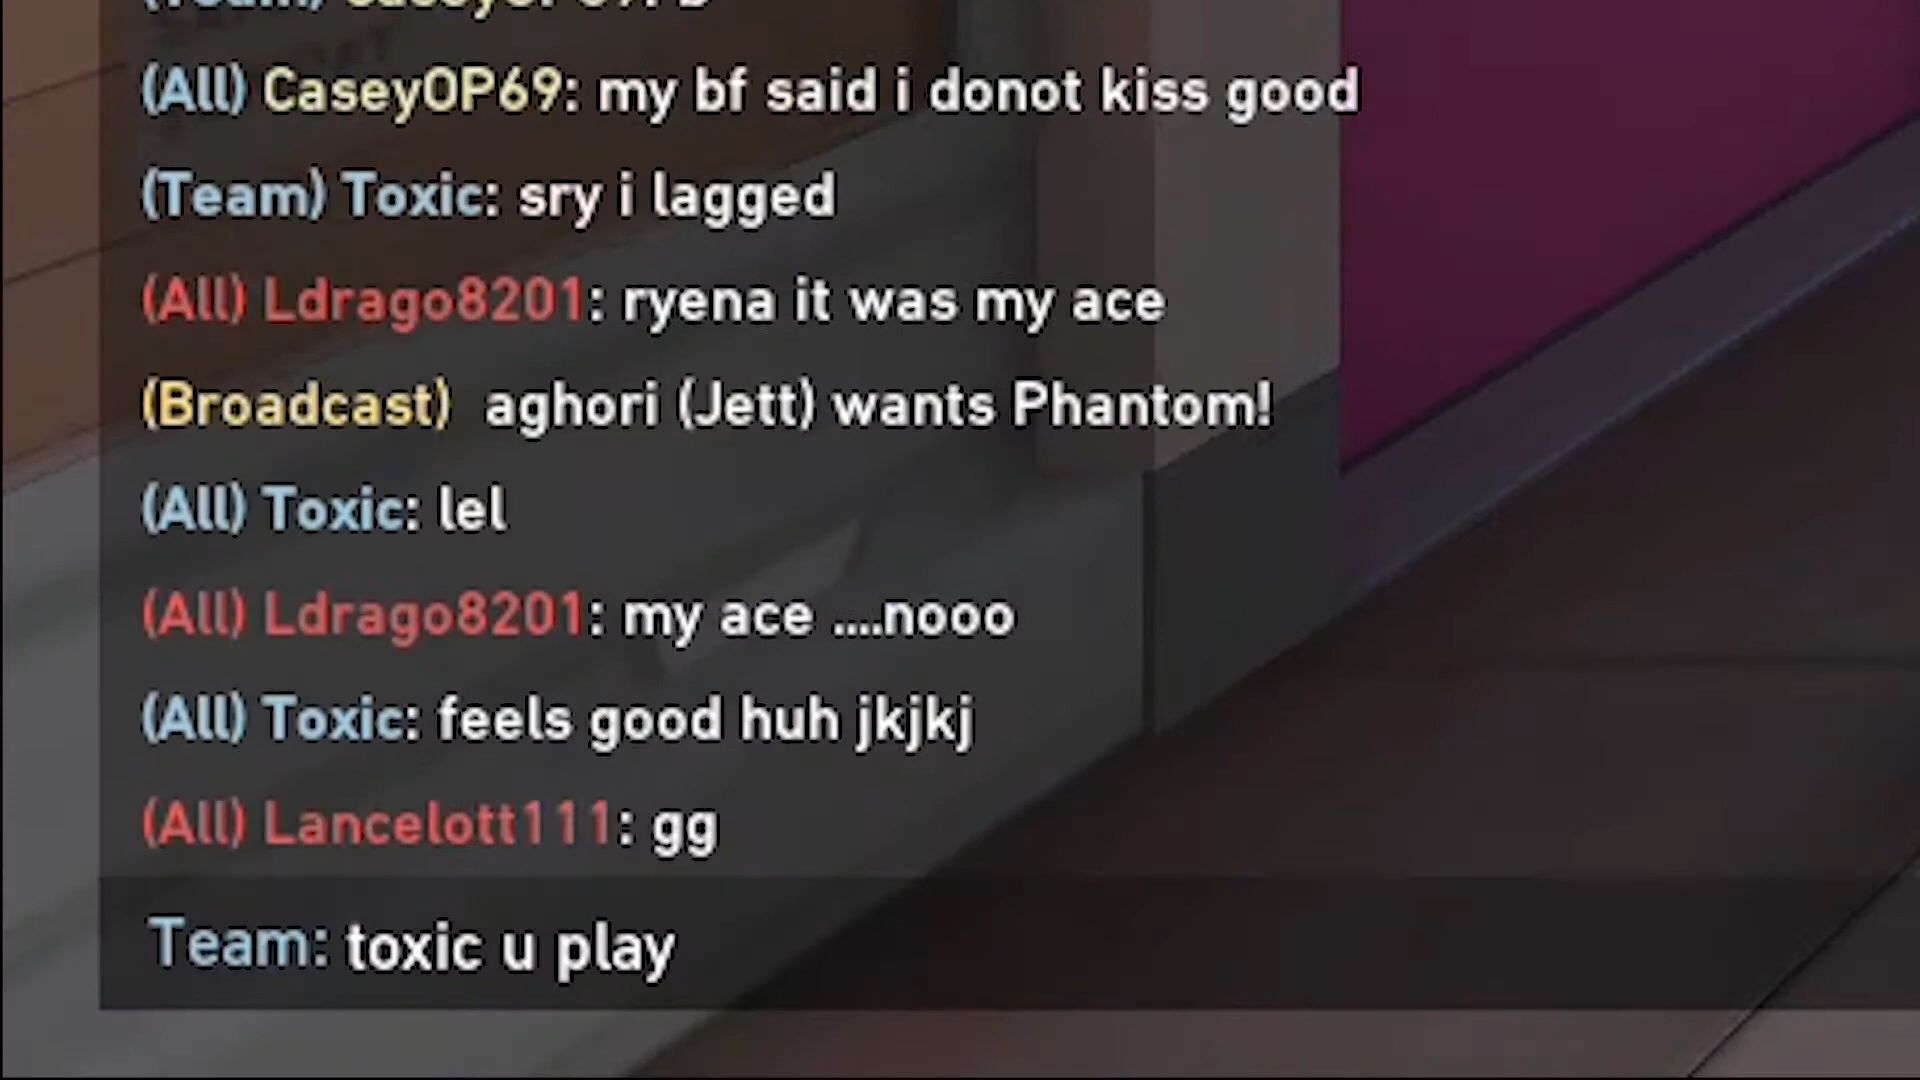 (All) CaseyOP69: my bf said i donot kiss good
(Team) Toxic: sry i lagged
(All) Ldrago8201: ryena it was my ace
(Broadcast) aghori (Jett) wants Phantom!
(All) Toxic: lel
(All) Ldrago8201: my ace ....nooo
(All) Toxic: feels good huh jkjkj
(All) Lancelott111: gg
Team: toxic u play